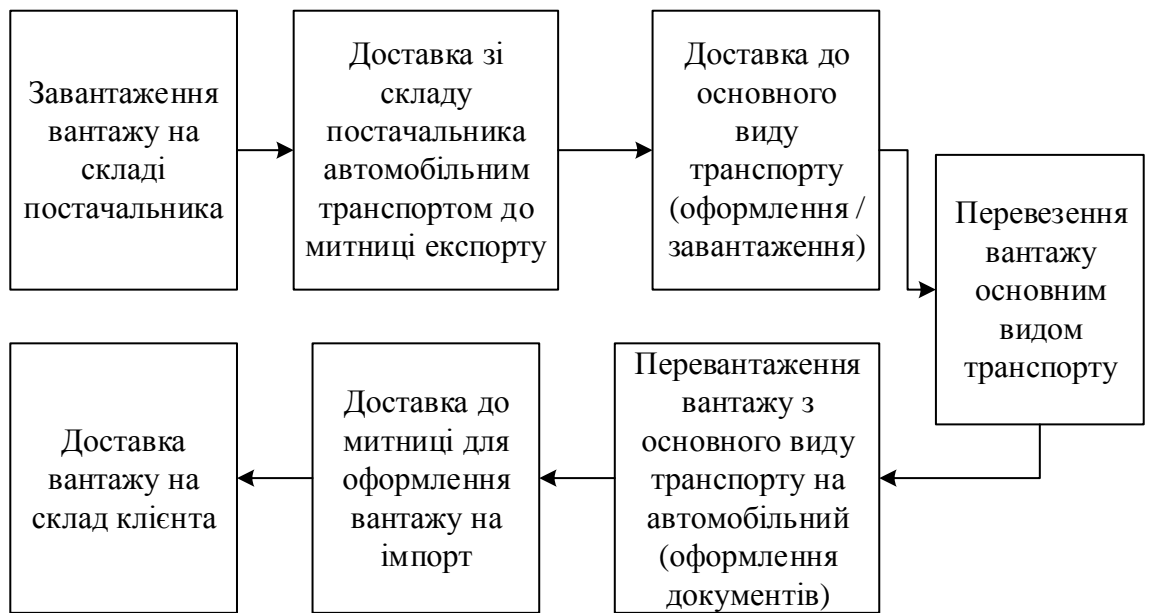 Завантаження
вантажу на
складі
постачальника
Доставка зі
складу
постачальника
автомобільним
транспортом до
митниці експорту
Доставка до
основного
виду
транспорту
(оформлення /
завантаження)
Перевезення
вантажу
основним
видом
транспорту
Перевантаження
вантажу з
основного виду
транспорту на
автомобільний
(оформлення
документів)
Доставка до
митниці для
оформлення
вантажу на
імпорт
Доставка
вантажу на
склад клієнта